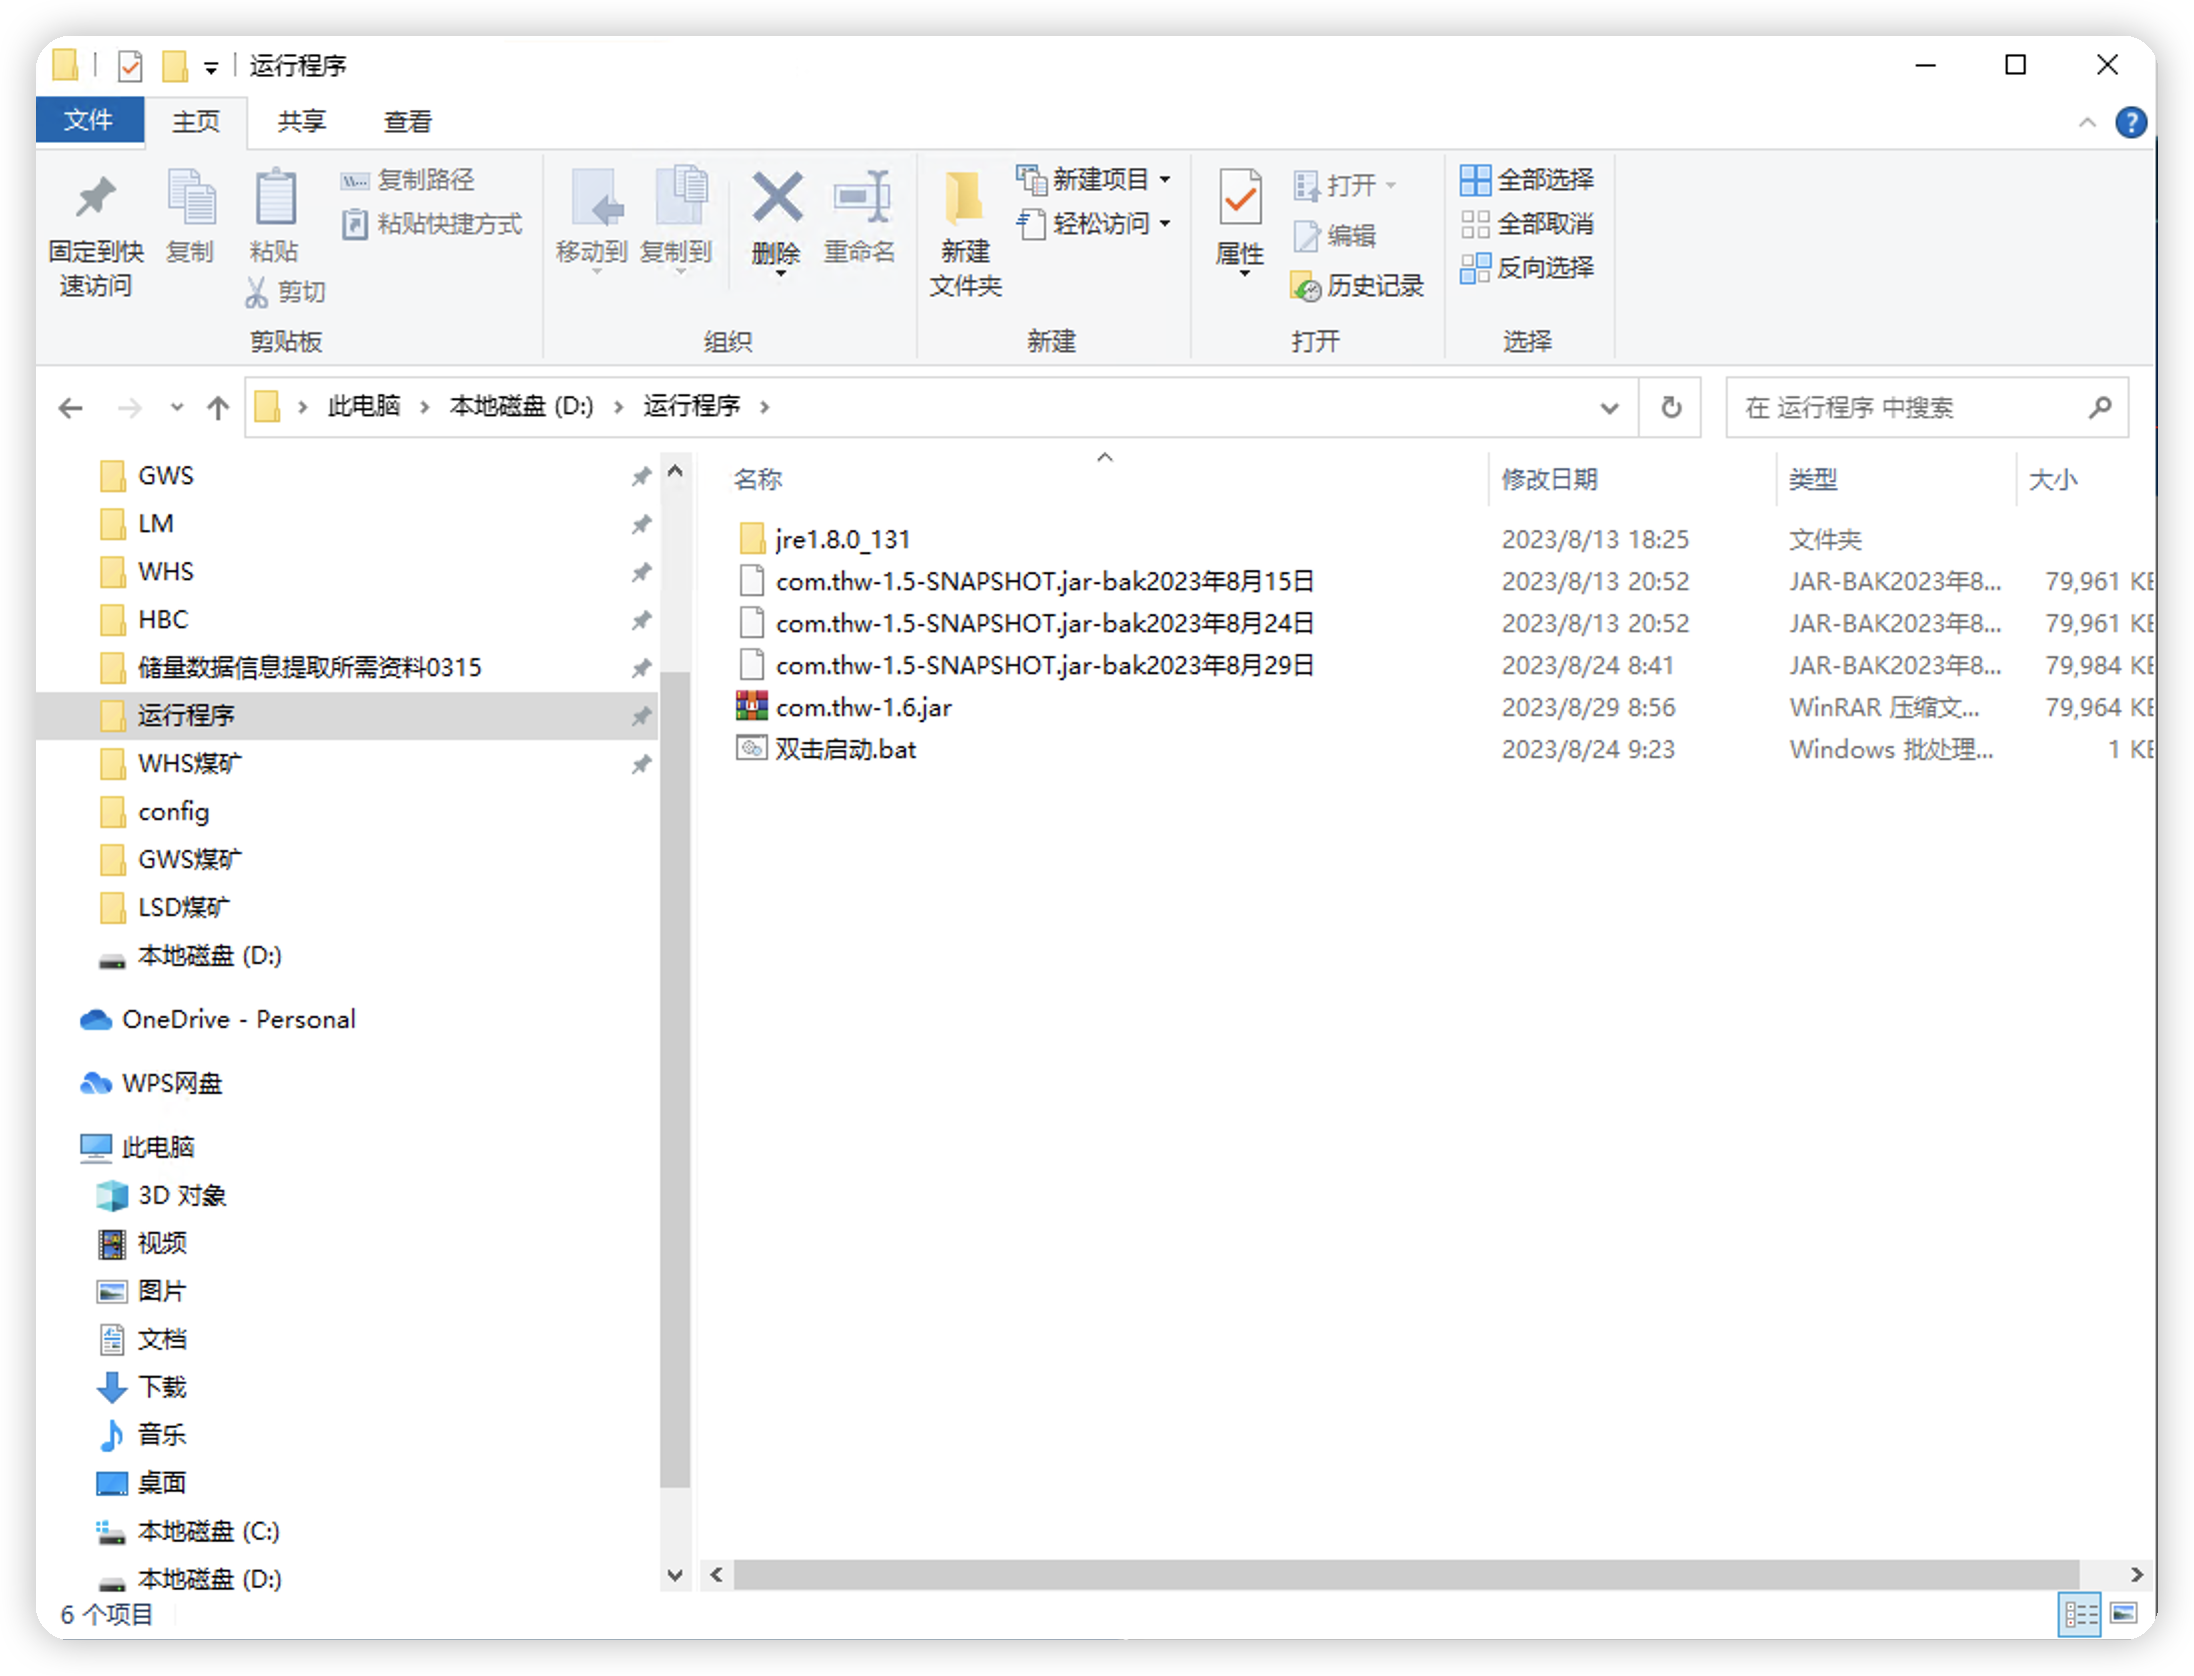 运行程序
文件 主页 共享 查看
固定到快速访问
复制
粘贴
复制路径
粘贴快捷方式
剪切
剪贴板
移动到
复制到
删除
重命名
组织
新建文件夹
新建项目
轻松访问
新建
属性
打开
编辑
历史记录
打开
全部选择
全部取消
反向选择
选择
此电脑 本地磁盘 (D:) 运行程序
在 运行程序 中搜索
GWS
LM
WHS
HBC
储量数据信息提取所需资料0315
运行程序
WHS煤矿
config
GWS煤矿
LSD煤矿
本地磁盘 (D:)
OneDrive - Personal
WPS网盘
此电脑
3D 对象
视频
图片
文档
下载
音乐
桌面
本地磁盘 (C:)
本地磁盘 (D:)
名称 修改日期 类型 大小
jre1.8.0_131 2023/8/13 18:25 文件夹
com.thw-1.5-SNAPSHOT.jar-bak2023年8月15日 2023/8/13 20:52 JAR-BAK2023年8... 79,961 KB
com.thw-1.5-SNAPSHOT.jar-bak2023年8月24日 2023/8/13 20:52 JAR-BAK2023年8... 79,961 KB
com.thw-1.5-SNAPSHOT.jar-bak2023年8月29日 2023/8/24 8:41 JAR-BAK2023年8... 79,984 KB
com.thw-1.6.jar 2023/8/29 8:56 WinRAR 压缩文... 79,964 KB
双击启动.bat 2023/8/24 9:23 Windows 批处理... 1 KB
6 个项目